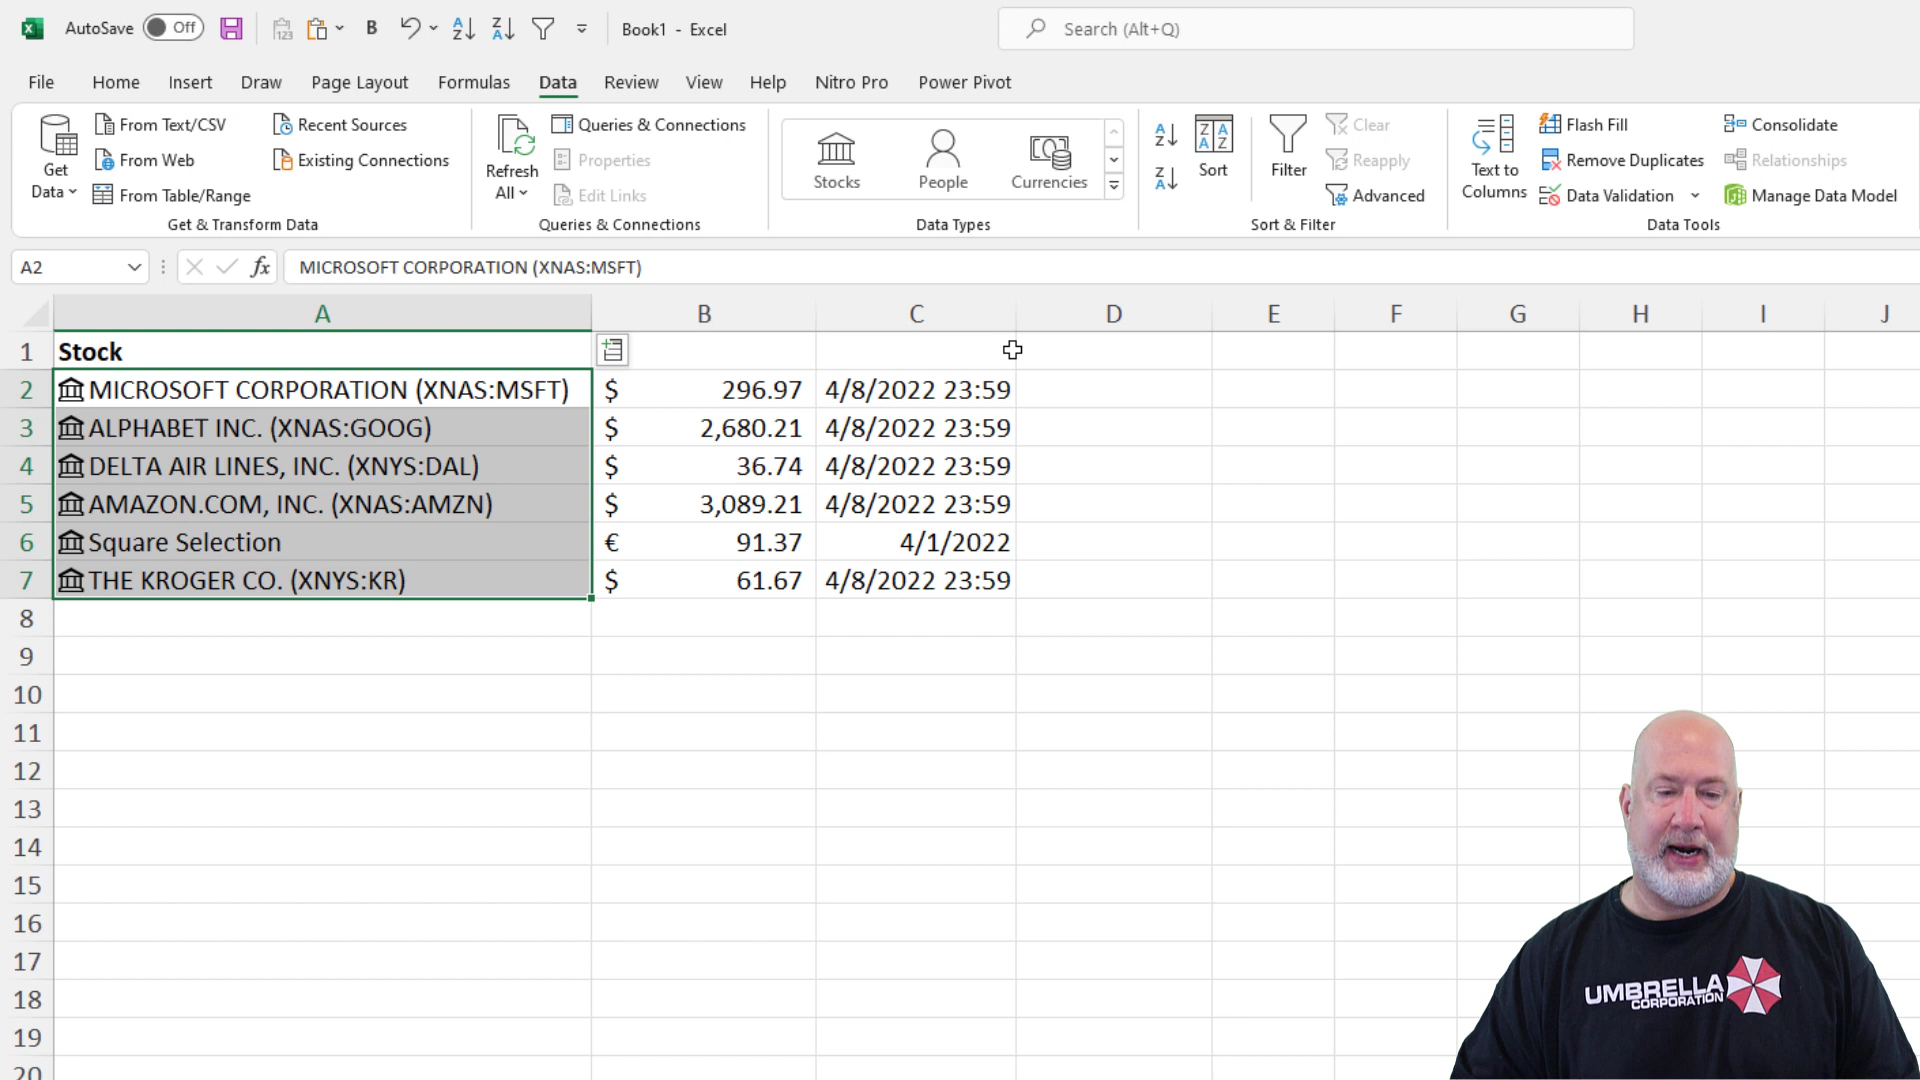 AutoSave Off 123 B Book1 - Excel Search (Alt+Q)
File Home Insert Draw Page Layout Formulas Data Review View Help Nitro Pro Power Pivot
Get Data
From Text/CSV
From Web
From Table/Range
Recent Sources
Existing Connections
Get & Transform Data
Refresh All
Queries & Connections
Properties
Edit Links
Queries & Connections
Stocks People Currencies
Data Types
Sort
Filter
Clear
Reapply
Advanced
Sort & Filter
Text to Columns
Flash Fill
Remove Duplicates
Data Validation
Consolidate
Relationships
Manage Data Model
Data Tools
A2 fx MICROSOFT CORPORATION (XNAS:MSFT)
A B C D E F G H I J
1 Stock
2 MICROSOFT CORPORATION (XNAS:MSFT) $ 296.97 4/8/2022 23:59
3 ALPHABET INC. (XNAS:GOOG) $ 2,680.21 4/8/2022 23:59
4 DELTA AIR LINES, INC. (XNYS:DAL) $ 36.74 4/8/2022 23:59
5 AMAZON.COM, INC. (XNAS:AMZN) $ 3,089.21 4/8/2022 23:59
6 Square Selection € 91.37 4/1/2022
7 THE KROGER CO. (XNYS:KR) $ 61.67 4/8/2022 23:59
8
9
10
11
12
13
14
15
16
17
18
19
20
UMBRELLA
CORPORATION